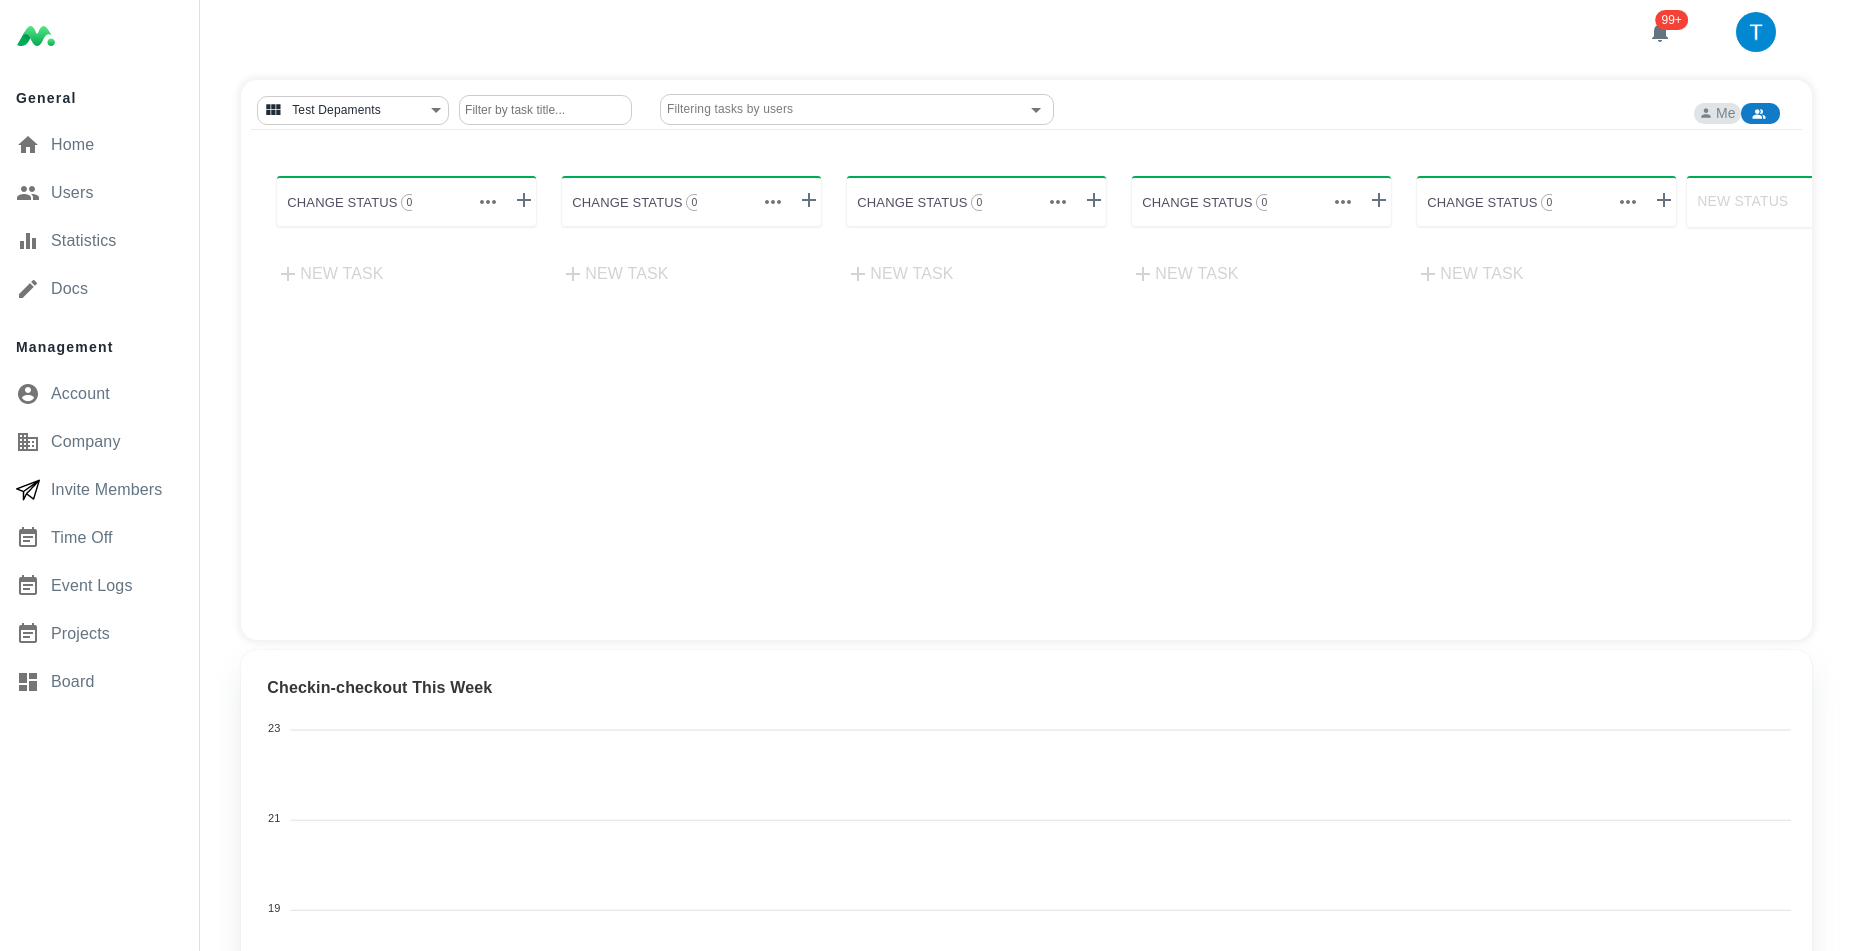 99+
T
General
Home
Users
Statistics
Docs
Management
Account
Company
Invite Members
Time Off
Event Logs
Projects
Board
Test Depaments
Filter by task title...
Filtering tasks by users
Me
CHANGE STATUS 0
CHANGE STATUS 0
CHANGE STATUS 0
CHANGE STATUS 0
CHANGE STATUS 0
NEW STATUS
NEW TASK
NEW TASK
NEW TASK
NEW TASK
NEW TASK
Checkin-checkout This Week
23
21
19